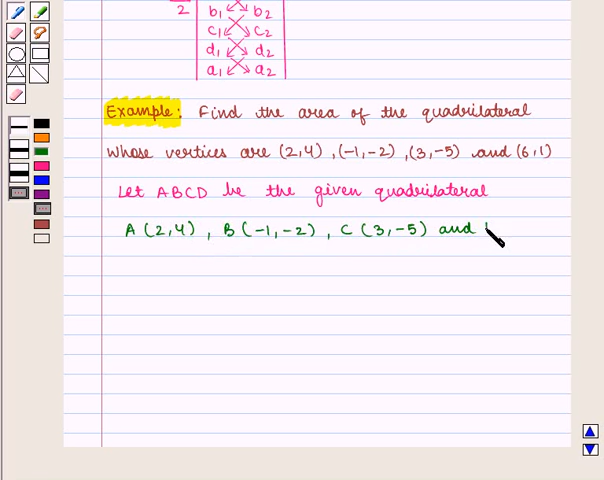 2 b₁ b₂
c₁ c₂
d₁ d₂
a₁ a₂
Example: Find the area of the quadrilateral
Whose vertices are (2,4), (-1,-2), (3,-5) and (6,1)
Let ABCD be the given quadrilateral
A (2,4), B (-1,-2), C (3,-5) and